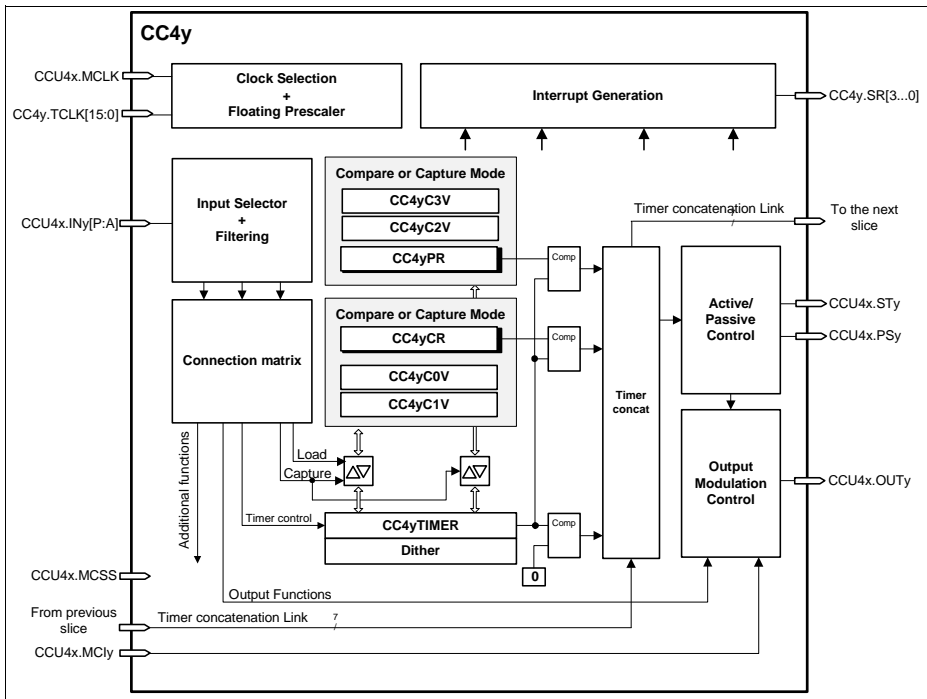 CC4y
CCU4x.MCLK
CC4y.TCLK[15:0]
Clock Selection
+
Floating Prescaler
Interrupt Generation
CC4y.SR[3...0]
CCU4x.INy[P:A]
Input Selector
+
Filtering
Compare or Capture Mode
CC4yC3V
CC4yC2V
CC4yPR
Comp
Timer concatenation Link
7
To the next
slice
Connection matrix
Compare or Capture Mode
CC4yCR
CC4yC0V
CC4yC1V
Comp
Timer
concat
Active/
Passive
Control
CCU4x.STy
CCU4x.PSy
Additional functions
Load
Capture
Timer control
CC4yTIMER
Dither
Comp
0
Output
Modulation
Control
CCU4x.OUTy
CCU4x.MCSS
Output Functions
From previous
slice
Timer concatenation Link
7
CCU4x.MCIy